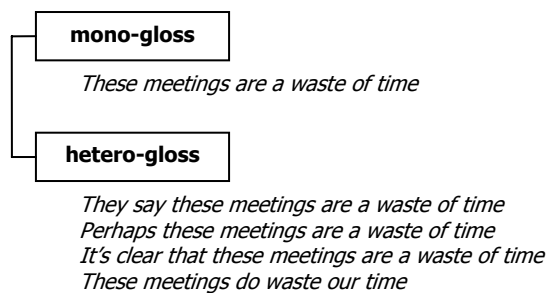 mono-gloss
These meetings are a waste of time
hetero-gloss
They say these meetings are a waste of time
Perhaps these meetings are a waste of time
It's clear that these meetings are a waste of time
These meetings do waste our time